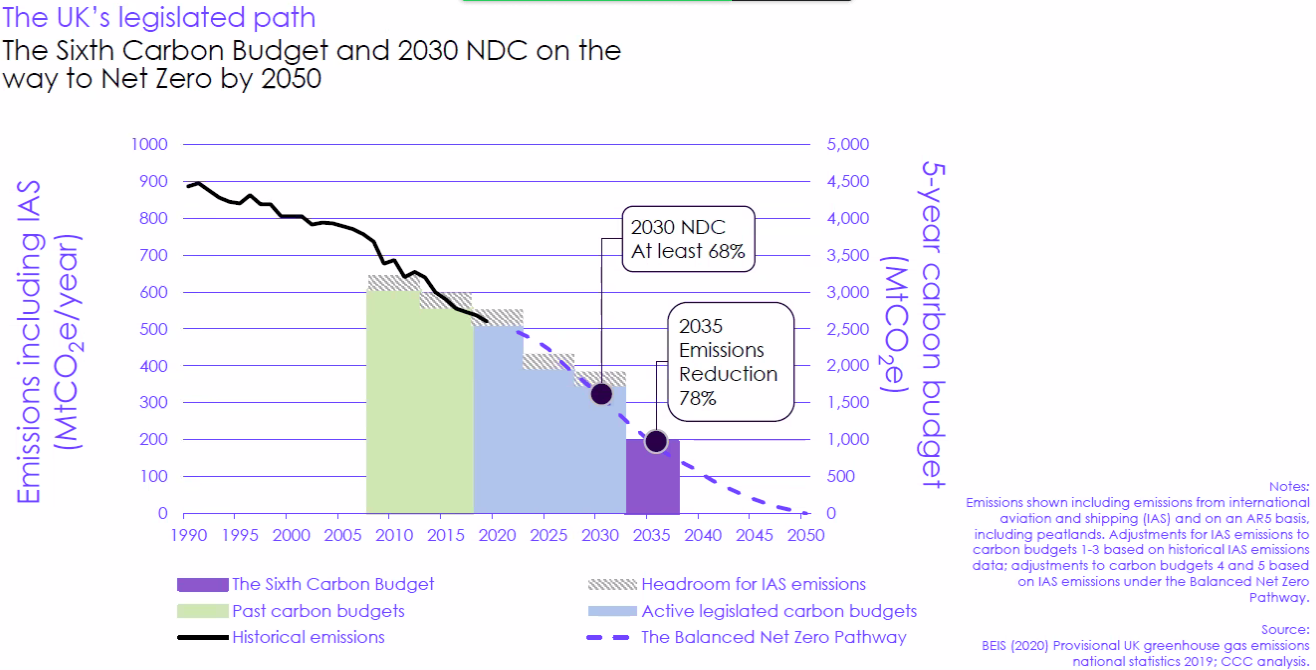 The UK's legislated path
The Sixth Carbon Budget and 2030 NDC on the
way to Net Zero by 2050
Emissions including IAS
(MtCO₂e/year)
1000
900
800
700
600
500
400
300
200
100
0
5,000
4,500
4,000
3,500
3,000
2,500
2,000
1,500
1,000
500
0
5-year carbon budget
(MtCO₂e)
2030 NDC
At least 68%
2035
Emissions
Reduction
78%
1990 1995 2000 2005 2010 2015 2020 2025 2030 2035 2040 2045 2050
The Sixth Carbon Budget
Headroom for IAS emissions
Past carbon budgets
Active legislated carbon budgets
Historical emissions
The Balanced Net Zero Pathway
Notes:
Emissions shown including emissions from international
aviation and shipping (IAS) and on an AR5 basis,
including peatlands. Adjustments for IAS emissions to
carbon budgets 1-3 based on historical IAS emissions
data; adjustments to carbon budgets 4 and 5 based
on IAS emissions under the Balanced Net Zero
Pathway.
Source:
BEIS (2020) Provisional UK greenhouse gas emissions
national statistics 2019; CCC analysis.